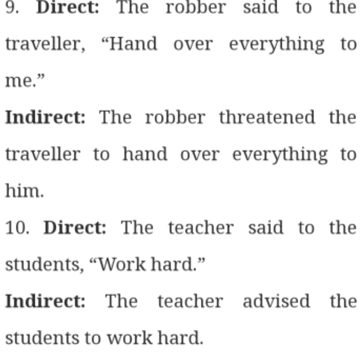 9. Direct: The robber said to the
traveller, “Hand over everything to
me.”
Indirect: The robber threatened the
traveller to hand over everything to
him.
10. Direct: The teacher said to the
students, “Work hard.”
Indirect: The teacher advised the
students to work hard.